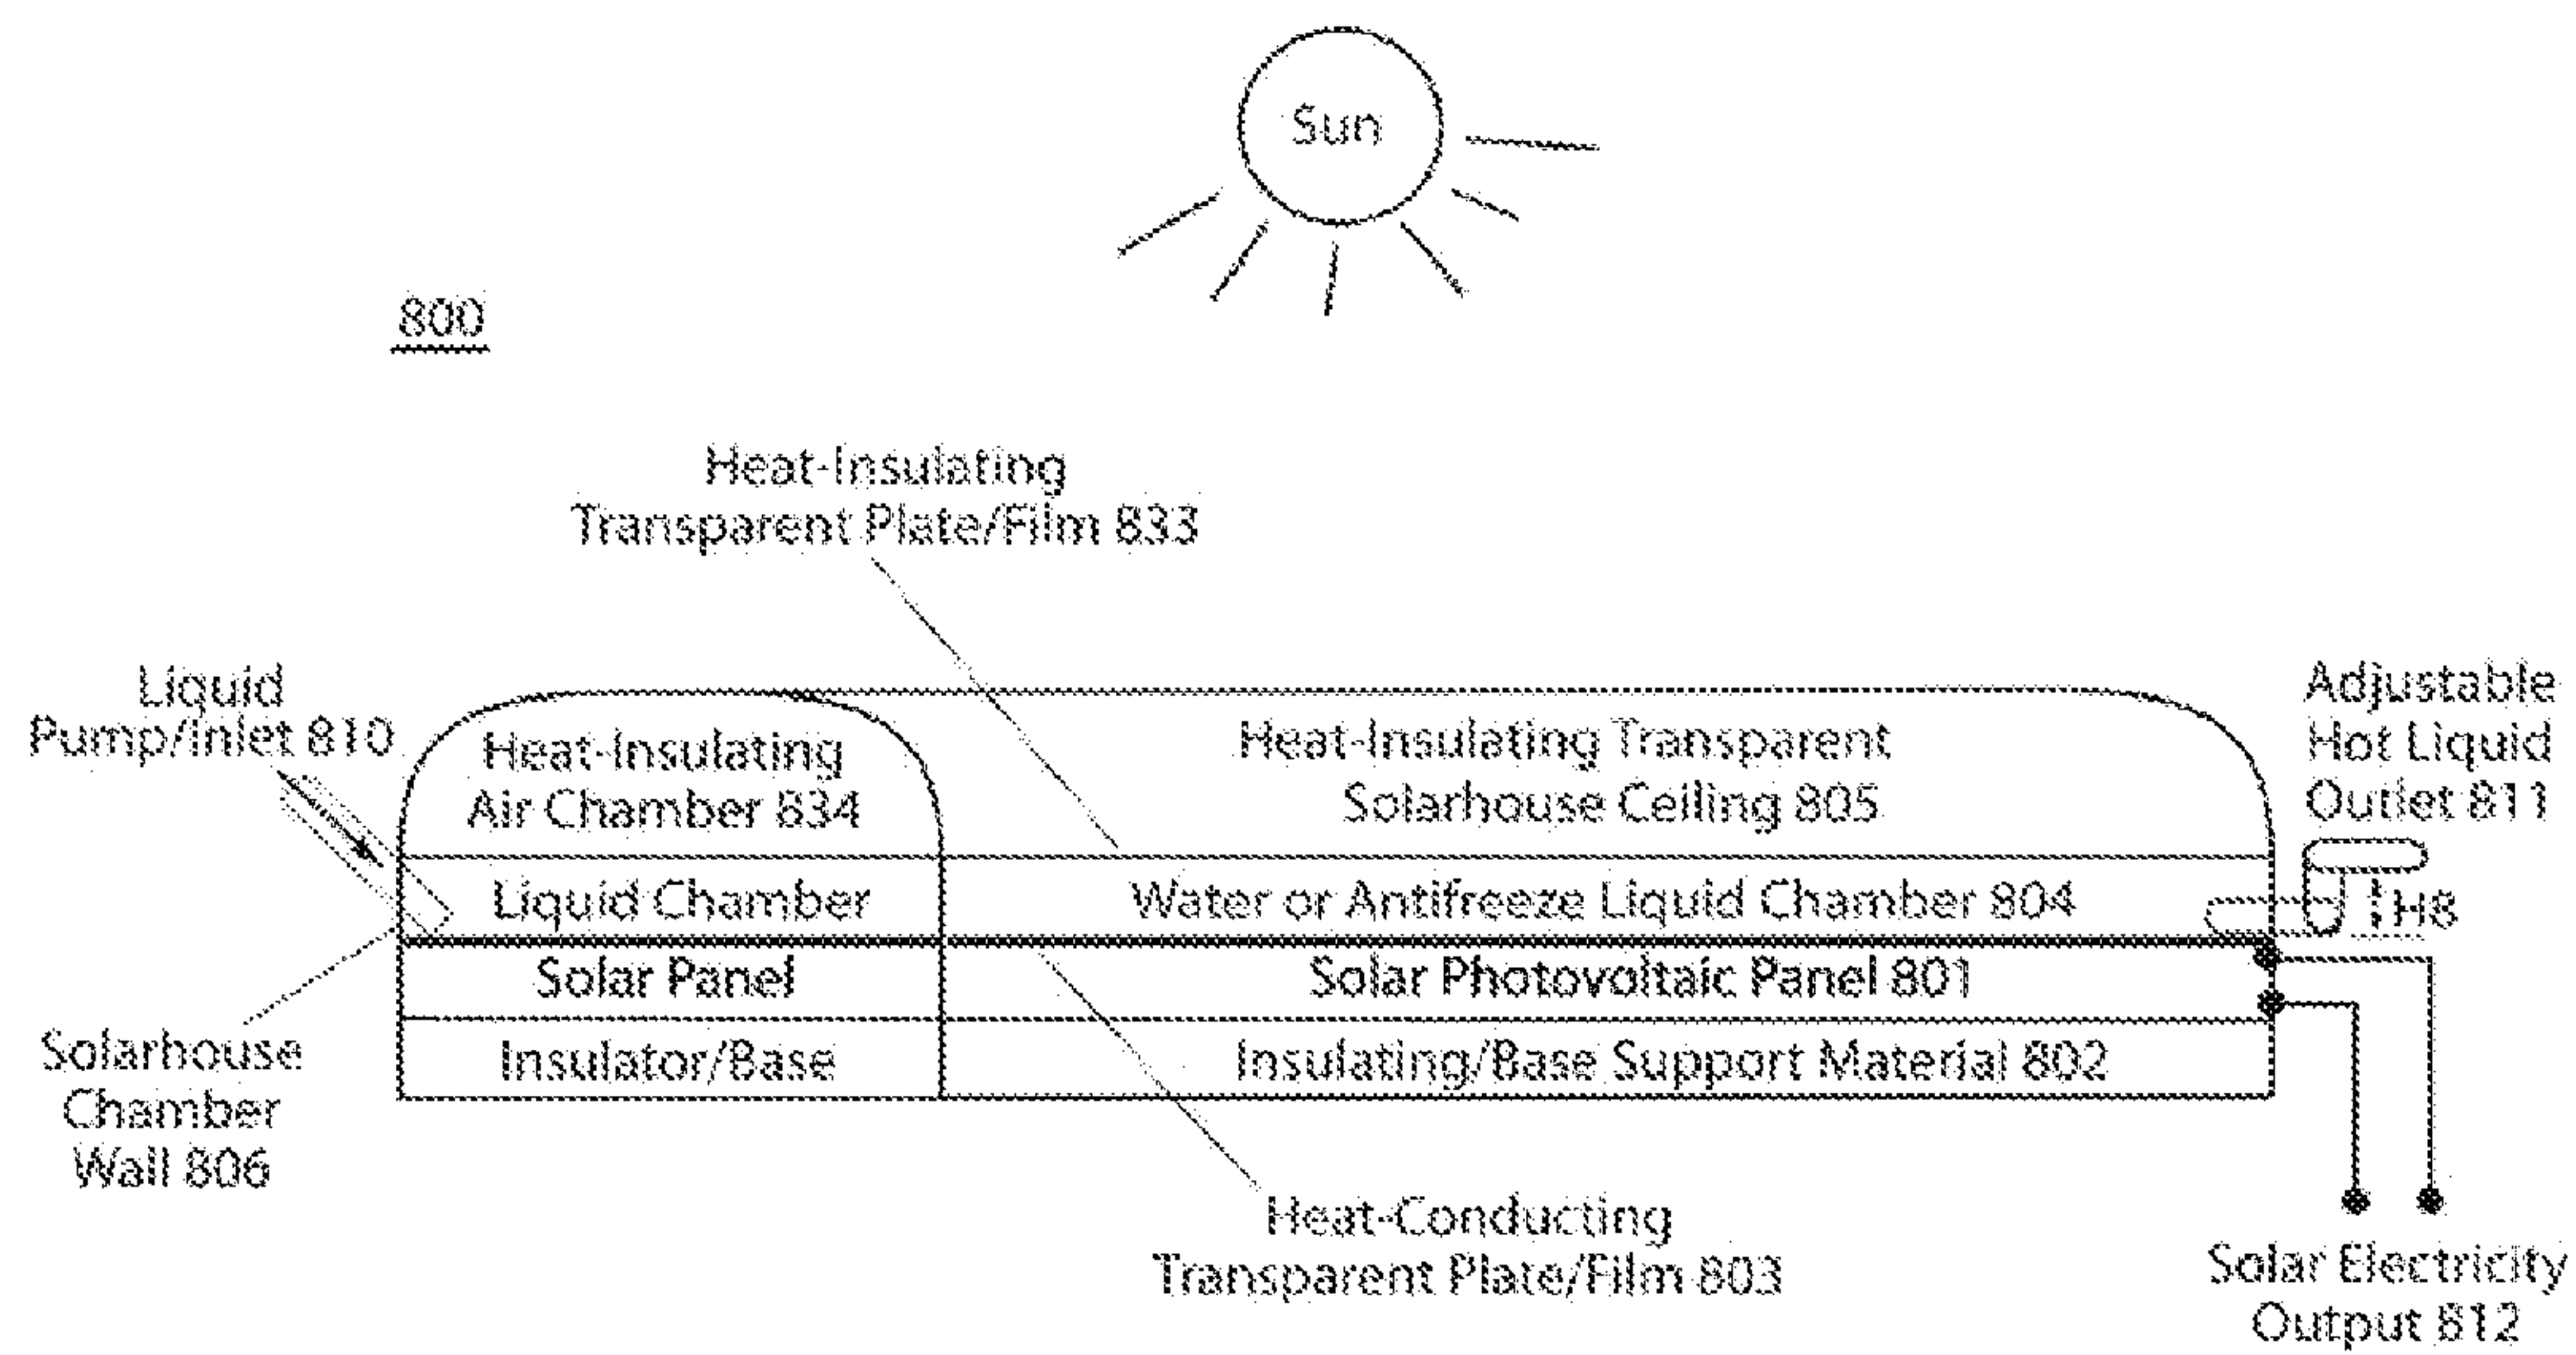 Sun
800
Heat-Insulating
Transparent Plate/Film 833
Liquid
Pump/Inlet 810
Heat-Insulating
Air Chamber 834
Heat-Insulating Transparent
Solarhouse Ceiling 805
Adjustable
Hot Liquid
Outlet 811
Liquid Chamber
Water or Antifreeze Liquid Chamber 804
H8
Solar Panel
Solar Photovoltaic Panel 801
Solarhouse
Chamber
Wall 806
Insulator/Base
Insulating/Base Support Material 802
Heat-Conducting
Transparent Plate/Film 803
Solar Electricity
Output 812